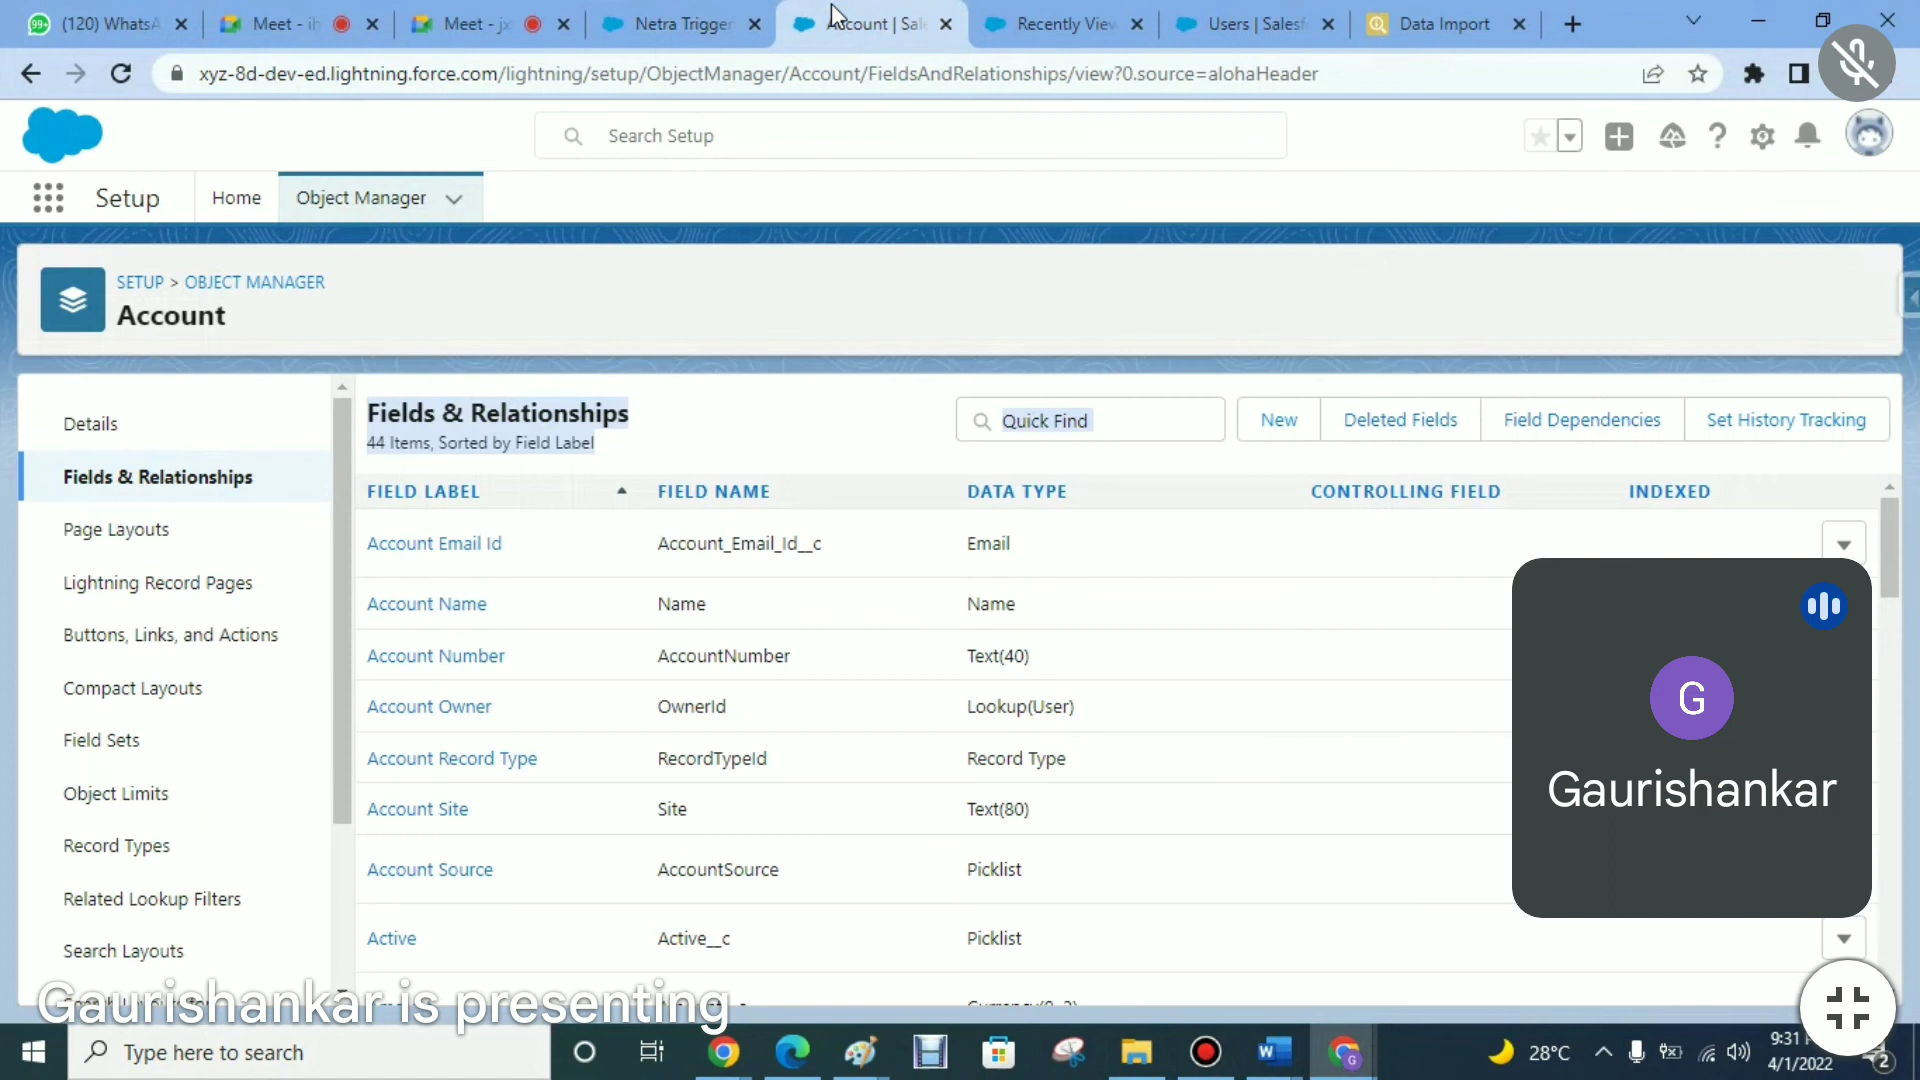 99+ (120) WhatsA
Meet - ih
Meet - jx
Netra Trigger
Account | Sal
Recently View
Users | Salesf
Data Import
xyz-8d-dev-ed.lightning.force.com/lightning/setup/ObjectManager/Account/FieldsAndRelationships/view?0.source=alohaHeader
Search Setup
Setup Home Object Manager
SETUP > OBJECT MANAGER
Account
Details
Fields & Relationships
Page Layouts
Lightning Record Pages
Buttons, Links, and Actions
Compact Layouts
Field Sets
Object Limits
Record Types
Related Lookup Filters
Search Layouts
Fields & Relationships
44 Items, Sorted by Field Label
Quick Find New Deleted Fields Field Dependencies Set History Tracking
FIELD LABEL FIELD NAME DATA TYPE CONTROLLING FIELD INDEXED
Account Email Id Account_Email_Id__c Email
Account Name Name Name
Account Number AccountNumber Text(40)
Account Owner OwnerId Lookup(User)
Account Record Type RecordTypeId Record Type
Account Site Site Text(80)
Account Source AccountSource Picklist
Active Active__c Picklist
G
Gaurishankar
Gaurishankar is presenting
Type here to search
28°C
9:31
4/1/2022
2